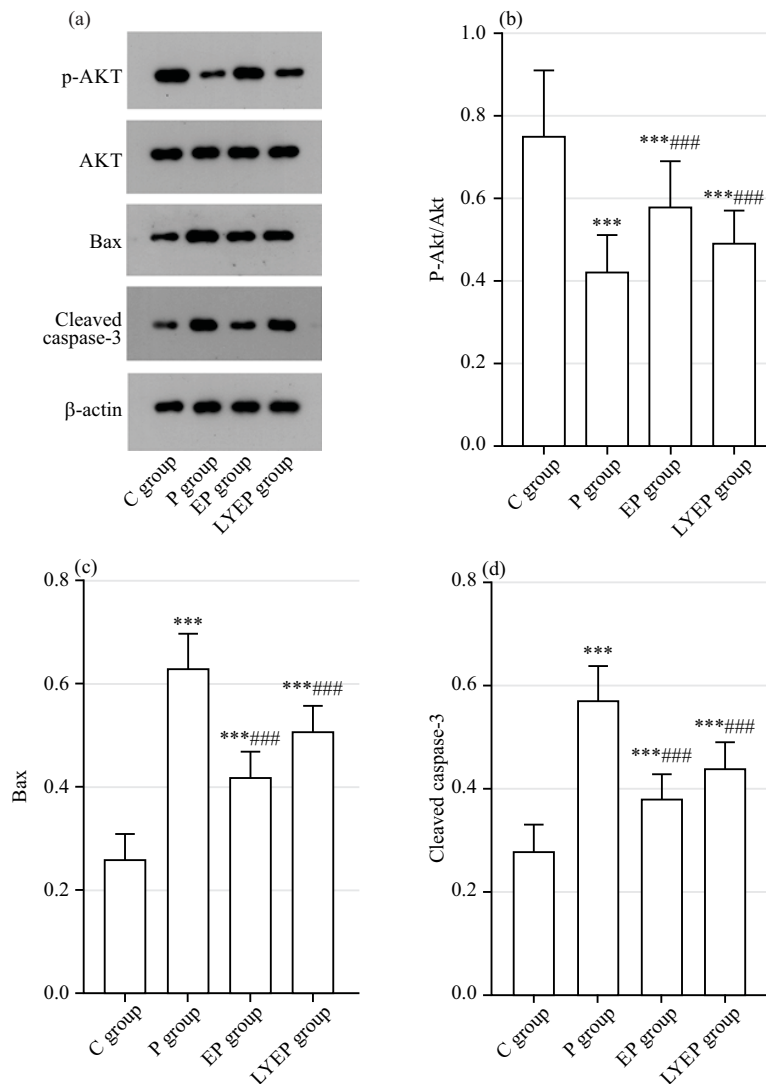 (a)
p-AKT
AKT
Bax
Cleaved
caspase-3
β-actin
C group
P group
EP group
LYEP group
(b)
P-Akt/Akt
1.0
0.8
0.6
0.4
0.4
0.0
***
***###
***###
C group
P group
EP group
LYEP group
(c)
Bax
0.8
0.6
0.4
0.2
0.0
***
***###
***###
C group
P group
EP group
LYEP group
(d)
Cleaved caspase-3
0.8
0.6
0.4
0.2
0.0
***
***###
***###
C group
P group
EP group
LYEP group